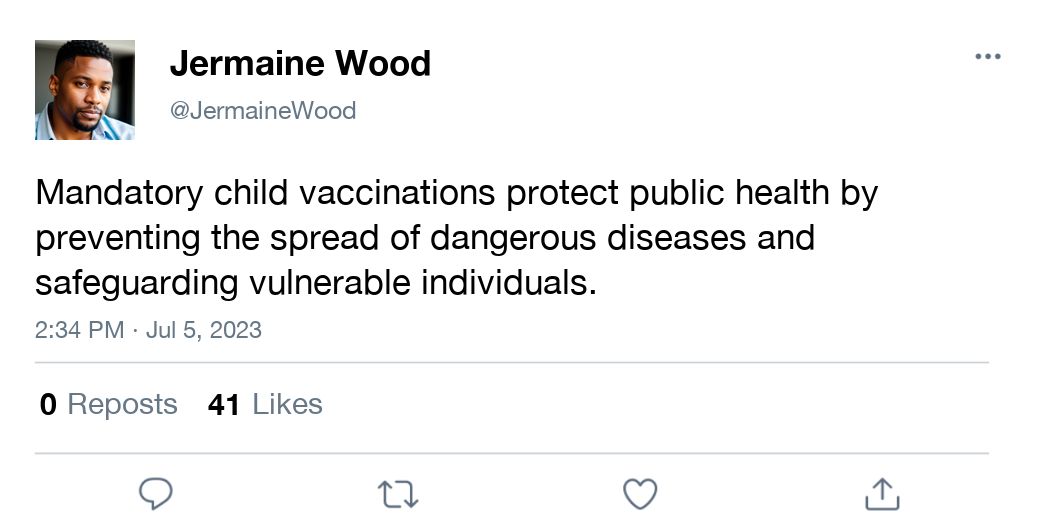 Jermaine Wood
@JermaineWood
Mandatory child vaccinations protect public health by
preventing the spread of dangerous diseases and
safeguarding vulnerable individuals.
2:34 PM · Jul 5, 2023
0 Reposts 41 Likes